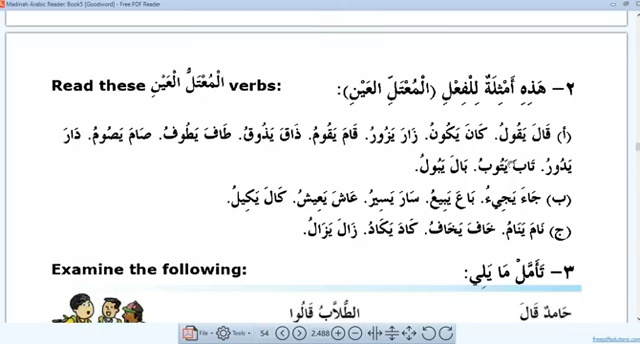 Madinah Arabic Reader: Book5 [Goodword] - Free PDF Reader
٢- هَذِهِ أَمْثِلَةٌ لِلْفِعْلِ (الْمُعْتَلِّ العَيْنِ): Read these الْمُعْتَلُّ الْعَيْنِ verbs:
(أ) قَالَ يَقُولُ. كَانَ يَكُونُ. زَارَ يَزُورُ. قَامَ يَقُومُ. ذَاقَ يَذُوقُ. طَافَ يَطُوفُ. صَامَ يَصُومُ. دَارَ
يَدُورُ. تَابَ يَتُوبُ. بَالَ يَبُولُ.
(ب) جَاءَ يَجِيءُ. بَاعَ يَبِيعُ. سَارَ يَسِيرُ. عَاشَ يَعِيشُ. كَالَ يَكِيلُ.
(ج) نَامَ يَنَامُ. خَافَ يَخَافُ. كَادَ يَكَادُ. زَالَ يَزَالُ.
٣- تَأَمَّلْ مَا يَلِي: Examine the following:
حَامِدٌ قَالَ الطُّلَّابُ قَالُوا
File Tools 54 2.488